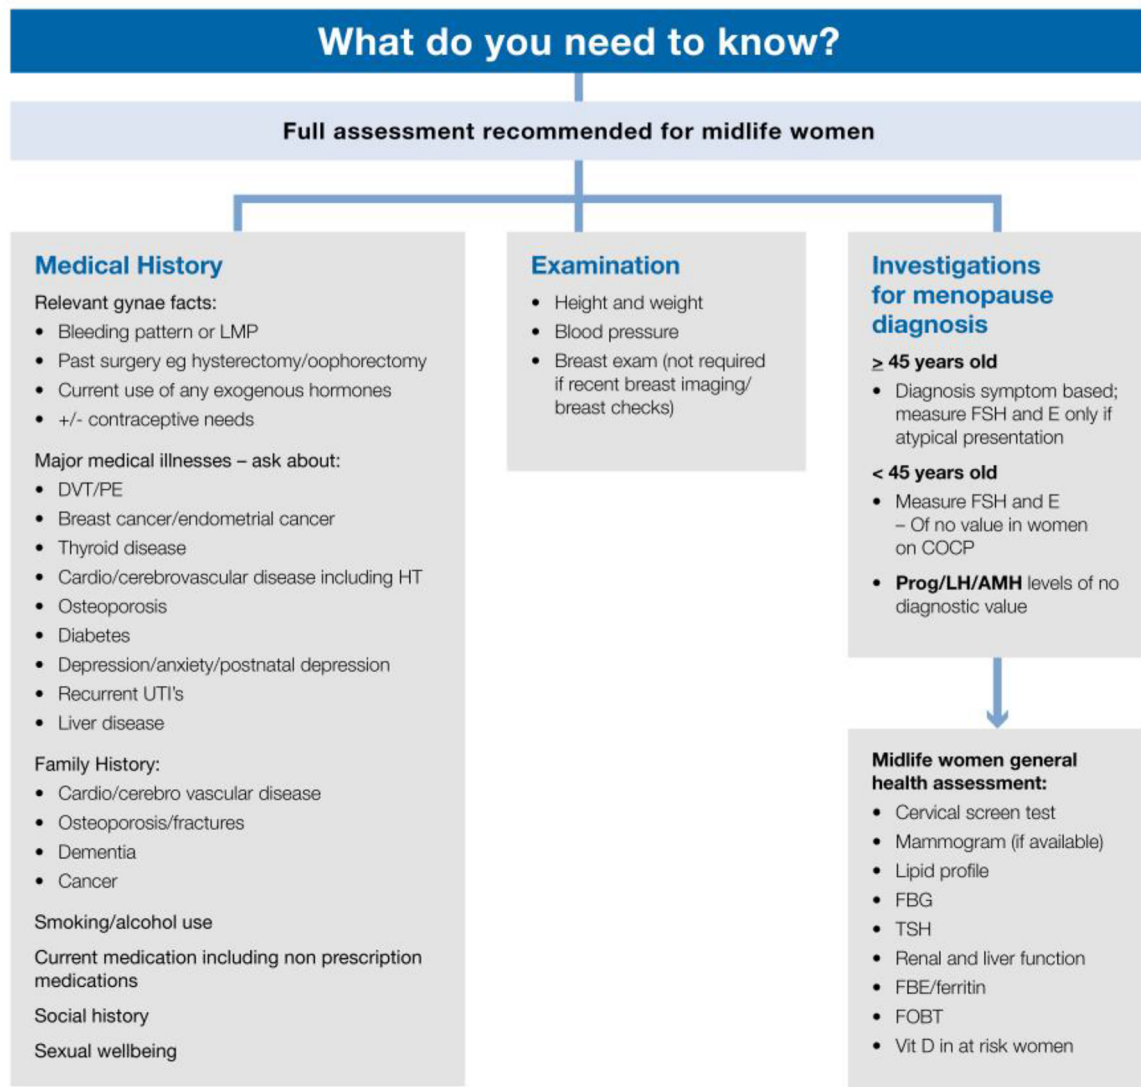 What do you need to know?
Full assessment recommended for midlife women
Medical History
Relevant gynae facts:
• Bleeding pattern or LMP
• Past surgery eg hysterectomy/oophorectomy
• Current use of any exogenous hormones
• +/- contraceptive needs
Major medical illnesses – ask about:
• DVT/PE
• Breast cancer/endometrial cancer
• Thyroid disease
• Cardio/cerebrovascular disease including HT
• Osteoporosis
• Diabetes
• Depression/anxiety/postnatal depression
• Recurrent UTI's
• Liver disease
Family History:
• Cardio/cerebro vascular disease
• Osteoporosis/fractures
• Dementia
• Cancer
Smoking/alcohol use
Current medication including non prescription
medications
Social history
Sexual wellbeing
Examination
• Height and weight
• Blood pressure
• Breast exam (not required
if recent breast imaging/
breast checks)
Investigations
for menopause
diagnosis
≥ 45 years old
• Diagnosis symptom based;
measure FSH and E only if
atypical presentation
< 45 years old
• Measure FSH and E
– Of no value in women
on COCP
• Prog/LH/AMH levels of no
diagnostic value
Midlife women general
health assessment:
• Cervical screen test
• Mammogram (if available)
• Lipid profile
• FBG
• TSH
• Renal and liver function
• FBE/ferritin
• FOBT
• Vit D in at risk women